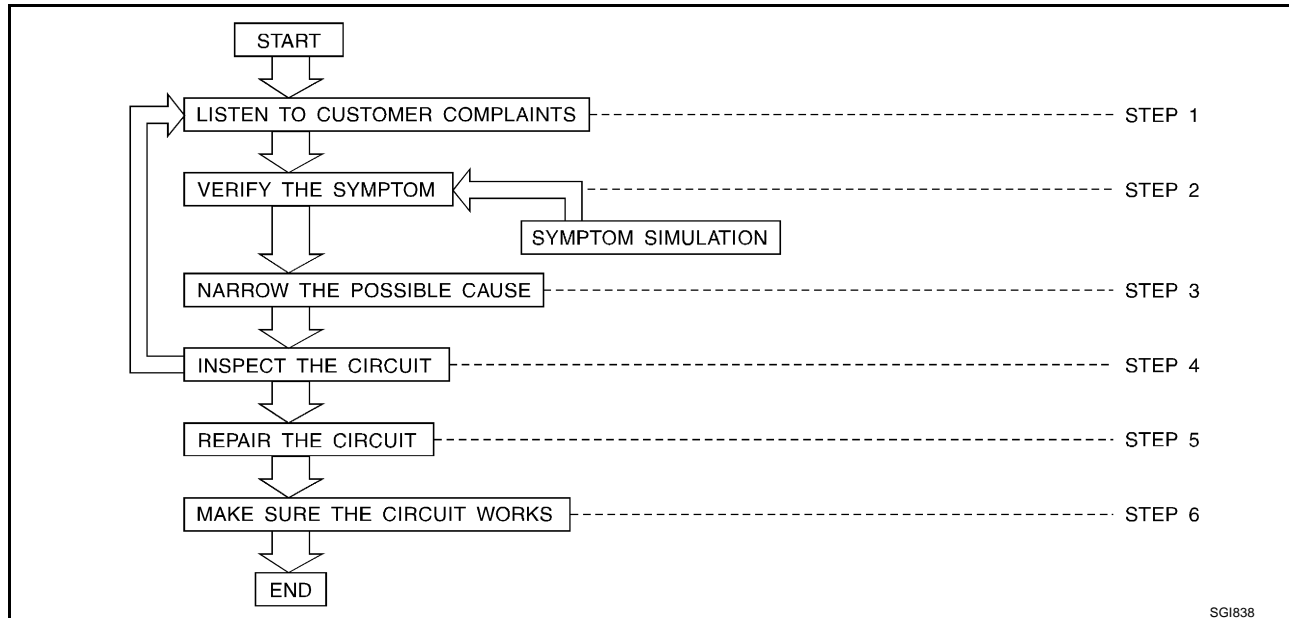 START
LISTEN TO CUSTOMER COMPLAINTS
STEP 1
VERIFY THE SYMPTOM
STEP 2
SYMPTOM SIMULATION
NARROW THE POSSIBLE CAUSE
STEP 3
INSPECT THE CIRCUIT
STEP 4
REPAIR THE CIRCUIT
STEP 5
MAKE SURE THE CIRCUIT WORKS
STEP 6
END
SGI838